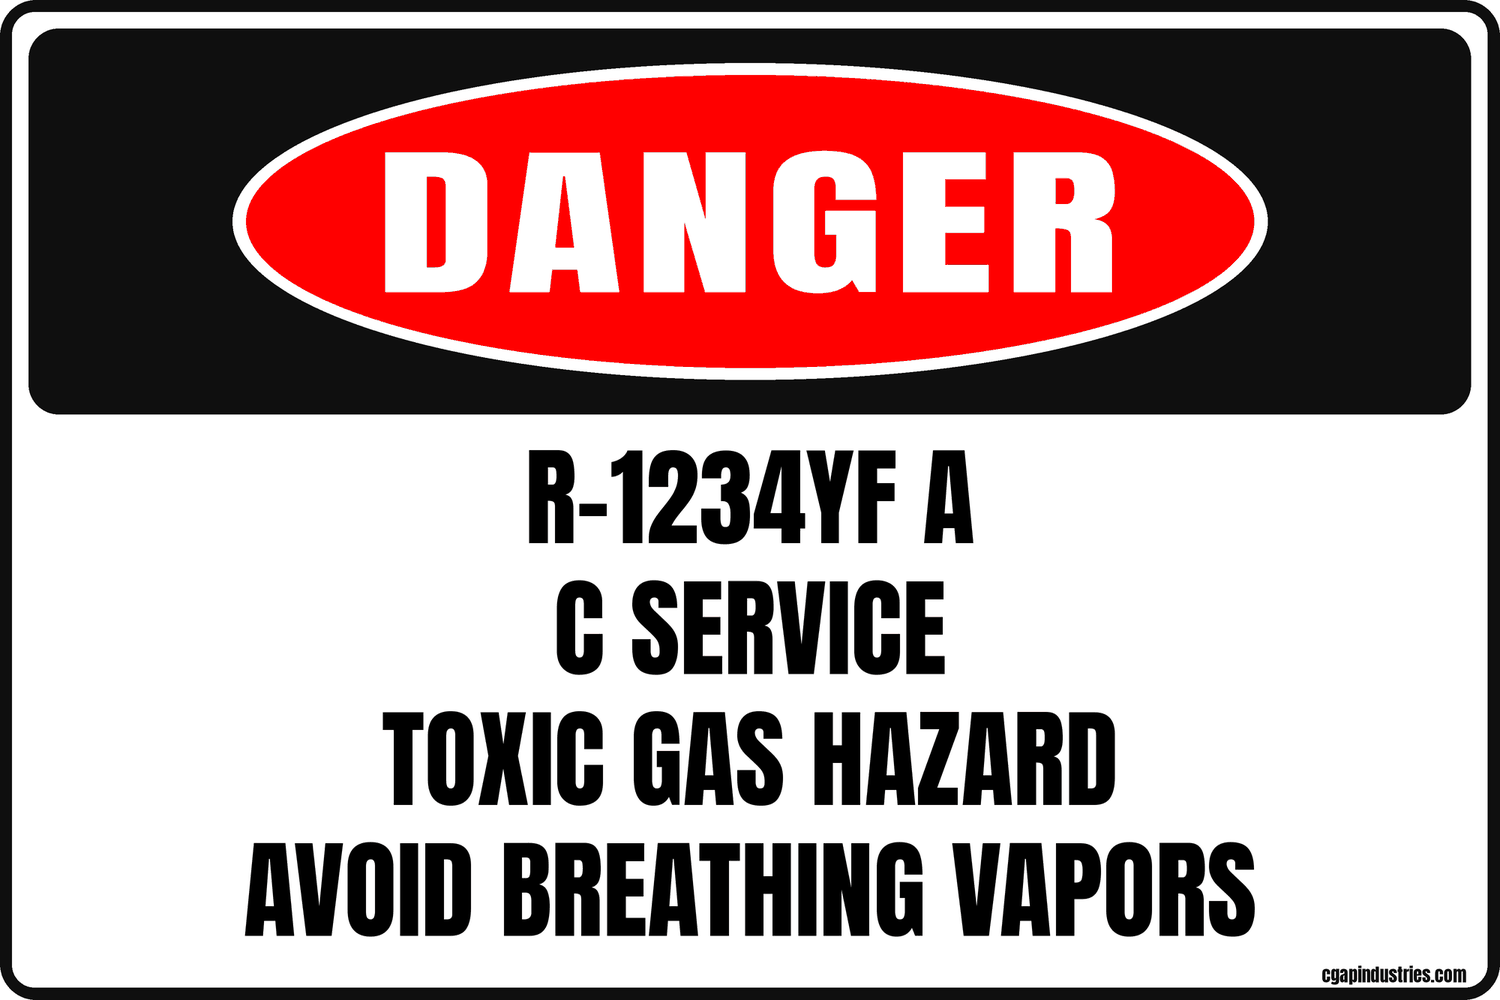 DANGER
R-1234YF A
C SERVICE
TOXIC GAS HAZARD
AVOID BREATHING VAPORS
cgapindustries.com